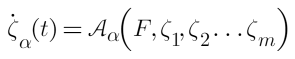 ζ̇_α(t) = 𝒜_α(F, ζ_1, ζ_2 … ζ_m)